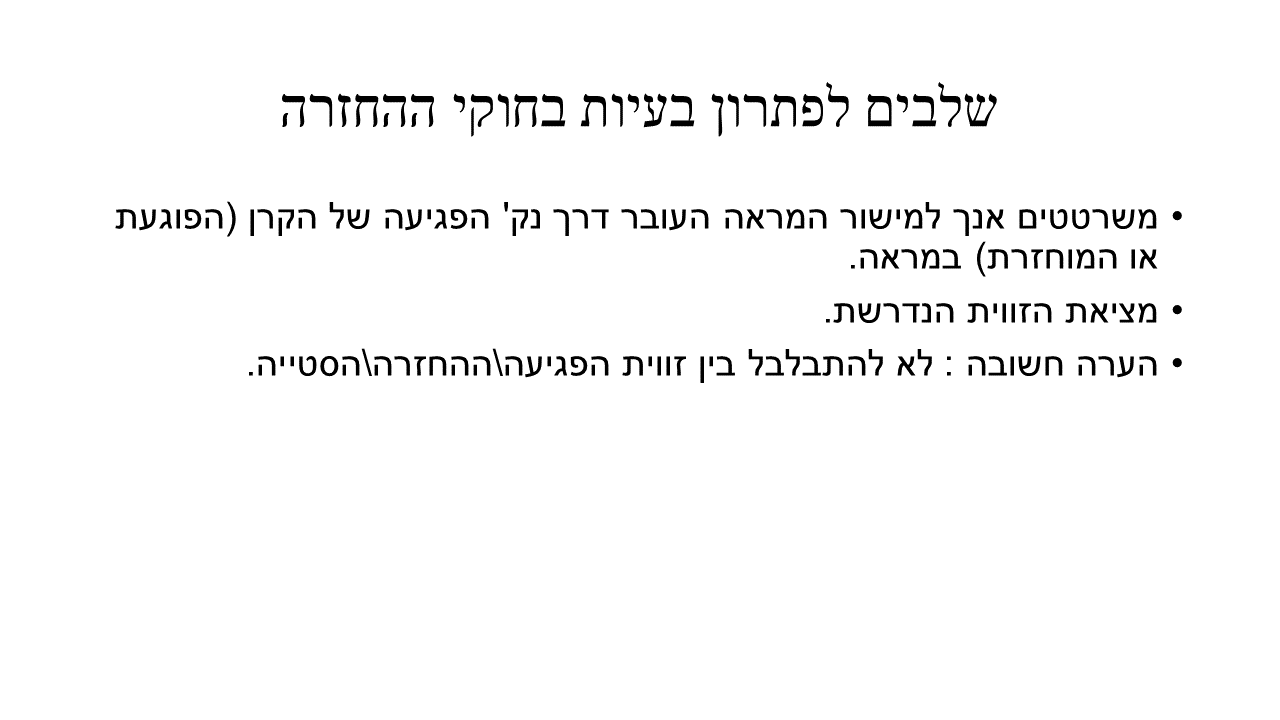 שלבים לפתרון בעיות בחוקי ההחזרה
• משרטטים אנך למישור המראה העובר דרך נק' הפגיעה של הקרן (הפוגעת
או המוחזרת) במראה.
• מציאת הזווית הנדרשת.
• הערה חשובה : לא להתבלבל בין זווית הפגיעה\ההחזרה\הסטייה.